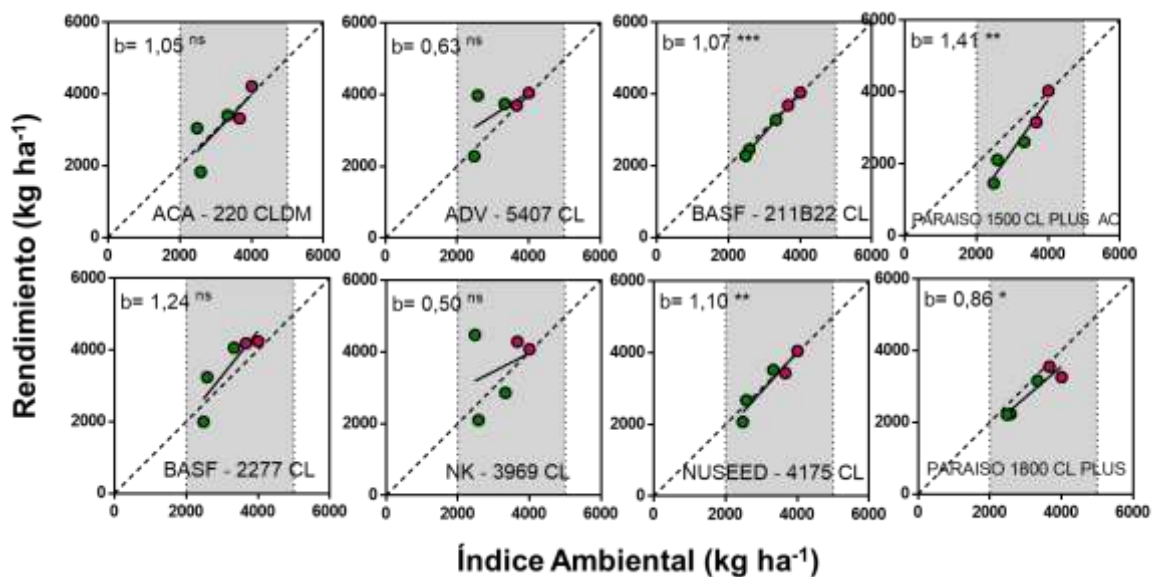 Rendimiento (kg ha⁻¹)
6000
4000
2000
0
b= 1,05 ns
ACA - 220 CLDM
0 2000 4000 6000
6000
4000
2000
0
b= 0,63 ns
ADV - 5407 CL
0 2000 4000 6000
6000
4000
2000
0
b= 1,07 ***
BASF - 211B22 CL
0 2000 4000 6000
6000
4000
2000
0
b= 1,41 **
PARAISO 1500 CL PLUS AO
0 2000 4000 6000
6000
4000
2000
0
b= 1,24 ns
BASF - 2277 CL
0 2000 4000 6000
6000
4000
2000
0
b= 0,50 ns
NK - 3969 CL
0 2000 4000 6000
6000
4000
2000
0
b= 1,10 **
NUSEED - 4175 CL
0 2000 4000 6000
6000
4000
2000
0
b= 0,86 *
PARAISO 1800 CL PLUS
0 2000 4000 6000
Índice Ambiental (kg ha⁻¹)